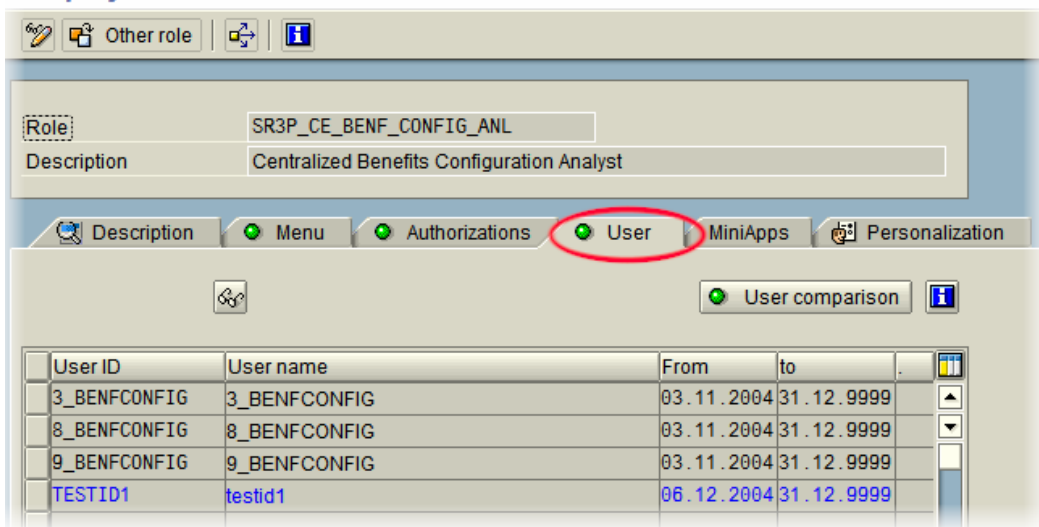 Other role
Role SR3P_CE_BENF_CONFIG_ANL
Description Centralized Benefits Configuration Analyst
Description Menu Authorizations User MiniApps Personalization
User comparison
User ID User name From to .
3_BENFCONFIG 3_BENFCONFIG 03.11.2004 31.12.9999
8_BENFCONFIG 8_BENFCONFIG 03.11.2004 31.12.9999
9_BENFCONFIG 9_BENFCONFIG 03.11.2004 31.12.9999
TESTID1 testid1 06.12.2004 31.12.9999